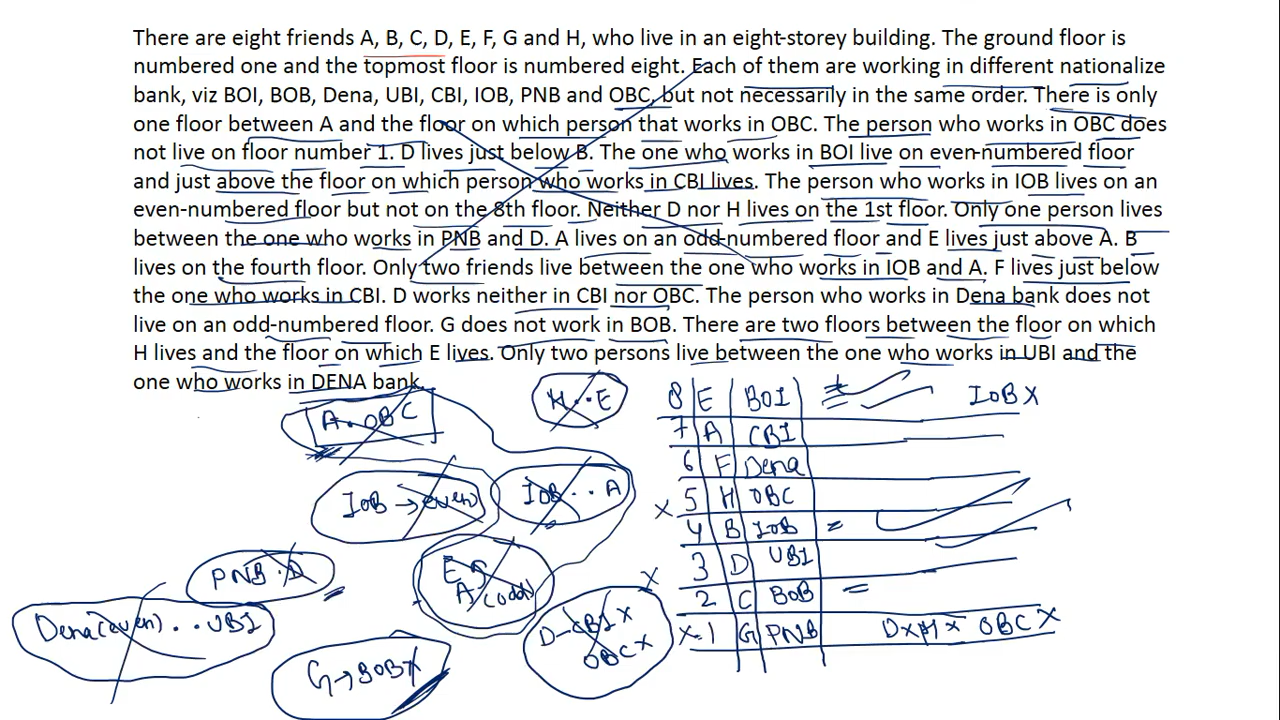 There are eight friends A, B, C, D, E, F, G and H, who live in an eight-storey building. The ground floor is
numbered one and the topmost floor is numbered eight. Each of them are working in different nationalize
bank, viz BOI, BOB, Dena, UBI, CBI, IOB, PNB and OBC, but not necessarily in the same order. There is only
one floor between A and the floor on which person that works in OBC. The person who works in OBC does
not live on floor number 1. D lives just below B. The one who works in BOI live on even-numbered floor
and just above the floor on which person who works in CBI lives. The person who works in IOB lives on an
even-numbered floor but not on the 8th floor. Neither D nor H lives on the 1st floor. Only one person lives
between the one who works in PNB and D. A lives on an odd-numbered floor and E lives just above A. B
lives on the fourth floor. Only two friends live between the one who works in IOB and A. F lives just below
the one who works in CBI. D works neither in CBI nor OBC. The person who works in Dena bank does not
live on an odd-numbered floor. G does not work in BOB. There are two floors between the floor on which
H lives and the floor on which E lives. Only two persons live between the one who works in UBI and the
one who works in DENA bank.
A . OBC
H . . E
8 E BOI IOB X
7 A CBI
6 F Dena
IOB → even
IOB . . A
X 5 H OBC
4 B IOB =
PNB . D
E
A (odd)
3 D UBI
X 2 C BOB =
Dena (even) . . UBI
D - CBI X
OBC X
X 1 G PNB D X H X OBC X
G → BOB X